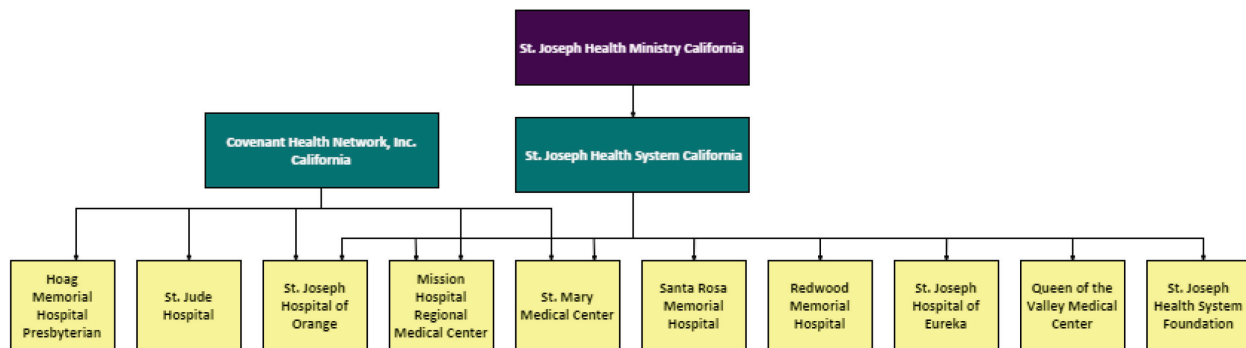 St. Joseph Health Ministry California
Covenant Health Network, Inc.
California
St. Joseph Health System California
Hoag
Memorial
Hospital
Presbyterian
St. Jude
Hospital
St. Joseph
Hospital of
Orange
Mission
Hospital
Regional
Medical Center
St. Mary
Medical Center
Santa Rosa
Memorial
Hospital
Redwood
Memorial
Hospital
St. Joseph
Hospital of
Eureka
Queen of the
Valley Medical
Center
St. Joseph
Health System
Foundation